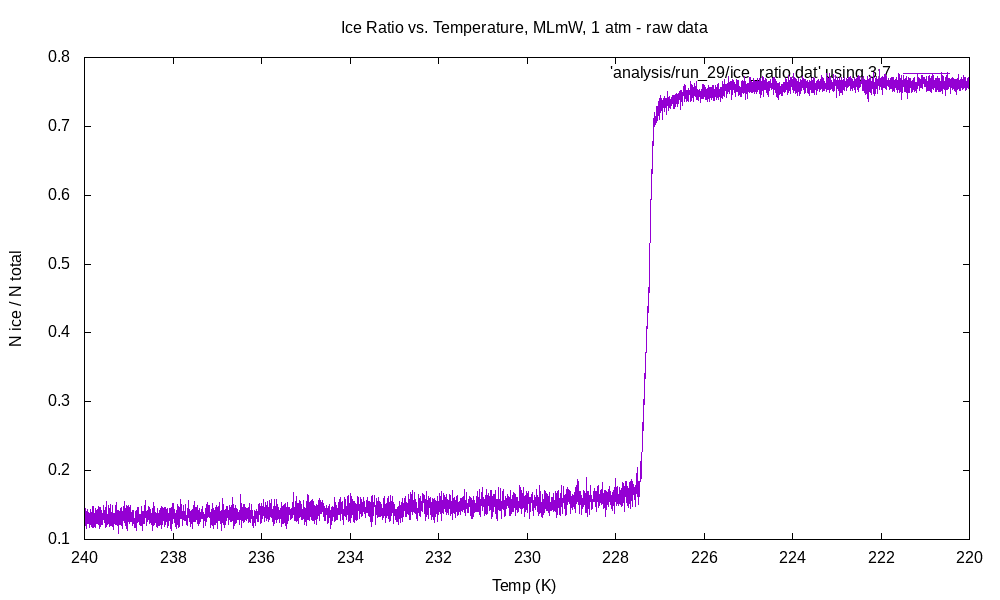 Ice Ratio vs. Temperature, MLmW, 1 atm - raw data
'analysis/run_29/ice_ratio.dat' using 3:7
0.8
0.7
0.6
0.5
0.4
0.3
0.2
0.1
N ice / N total
240 238 236 234 232 230 228 226 224 222 220
Temp (K)